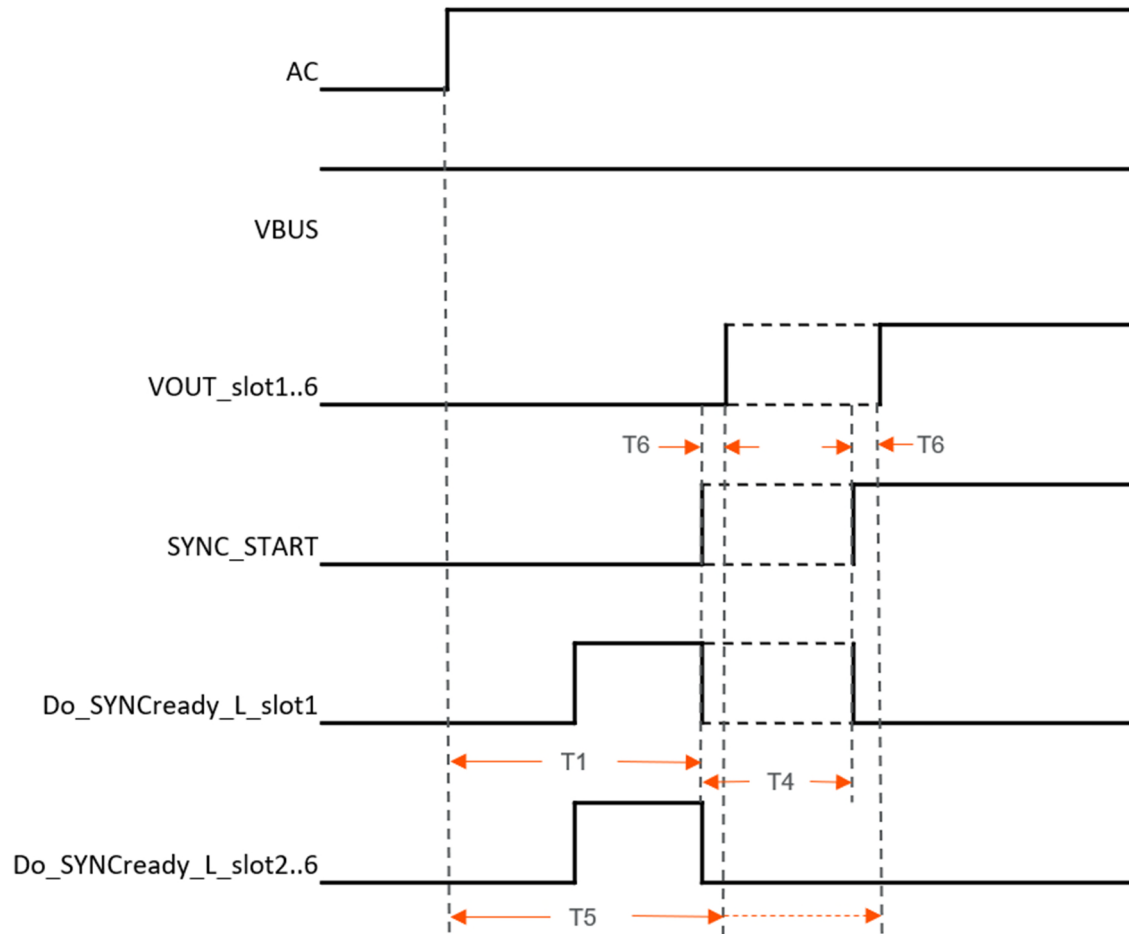 AC
VBUS
VOUT_slot1..6
T6
T6
SYNC_START
Do_SYNCready_L_slot1
T1
T4
Do_SYNCready_L_slot2..6
T5